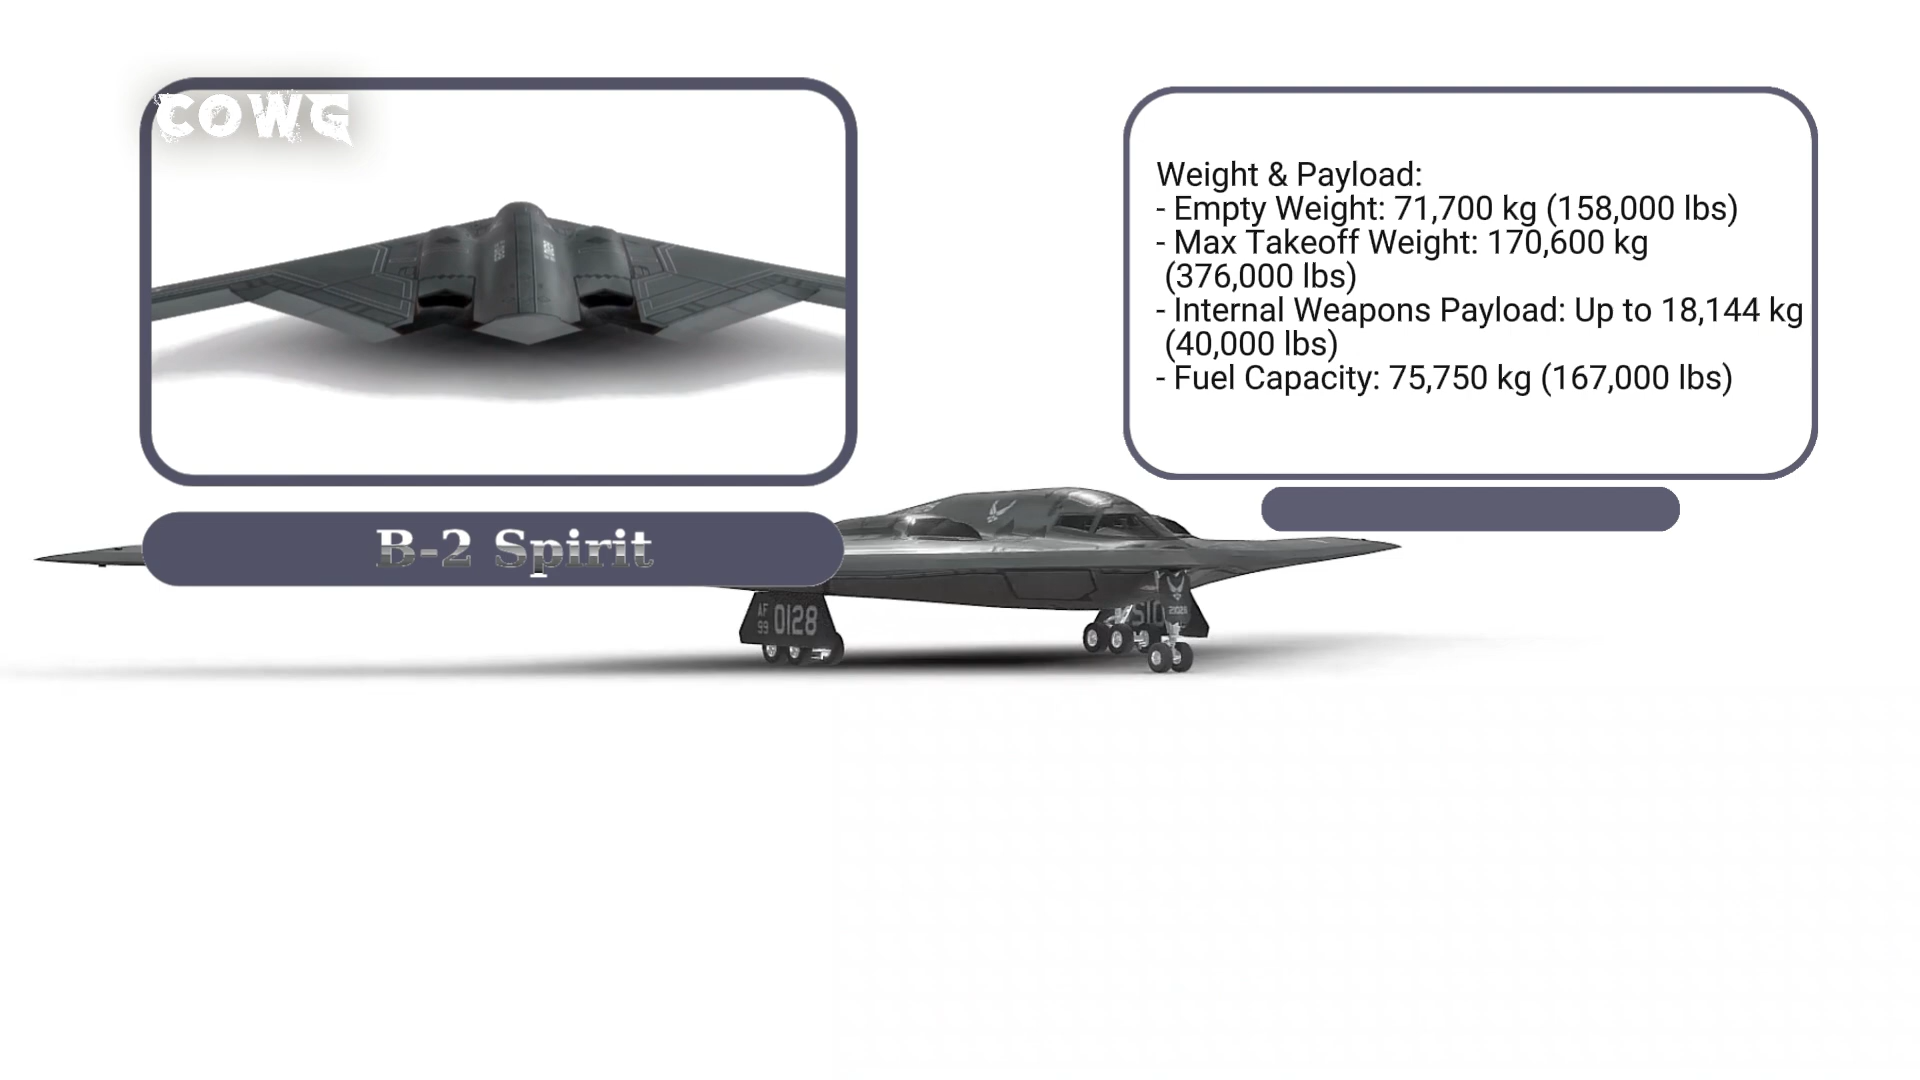 COWG
Weight & Payload:
- Empty Weight: 71,700 kg (158,000 lbs)
- Max Takeoff Weight: 170,600 kg
(376,000 lbs)
- Internal Weapons Payload: Up to 18,144 kg
(40,000 lbs)
- Fuel Capacity: 75,750 kg (167,000 lbs)
B-2 Spirit
AF
0128